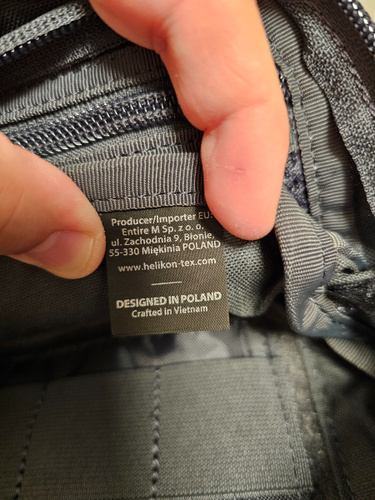 Producer/Importer EU:
Entire M Sp. z o. o.
ul. Zachodnia 9, Błonie,
55-330 Miękinia POLAND
www.helikon-tex.com
DESIGNED IN POLAND
Crafted in Vietnam